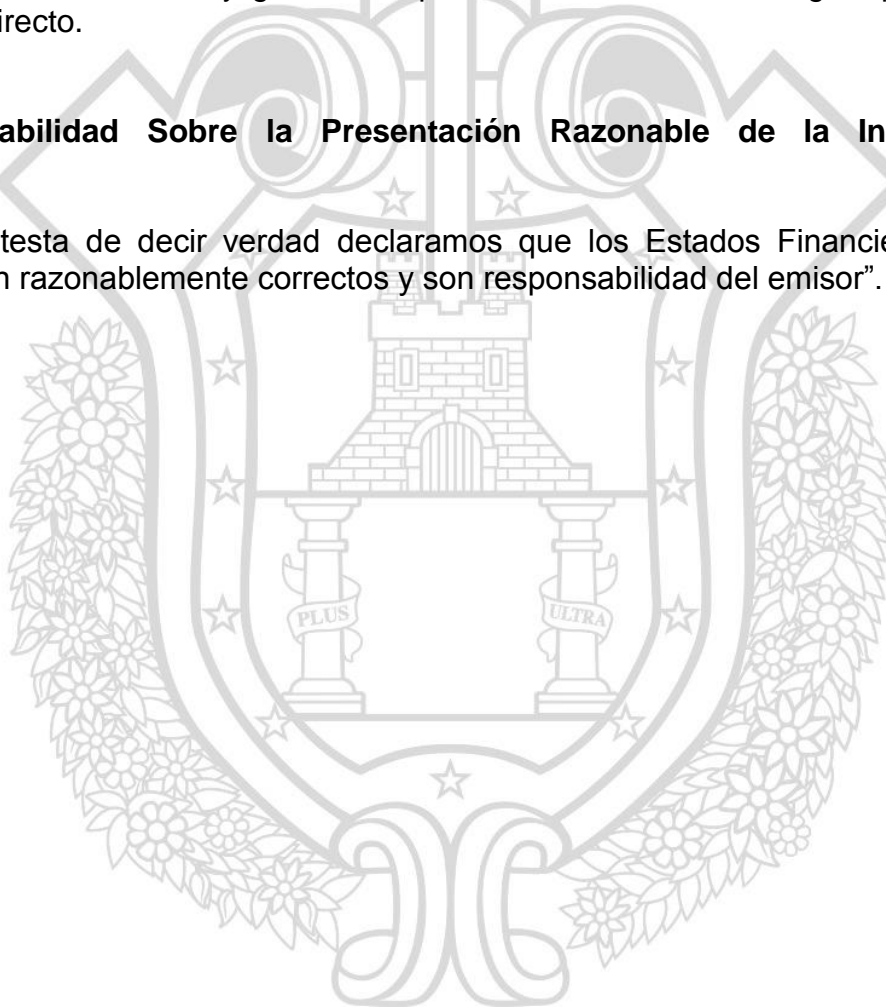 irecto.
abilidad Sobre la Presentación Razonable de la In
testa de decir verdad declaramos que los Estados Financie
n razonablemente correctos y son responsabilidad del emisor”.
PLUS
ULTRA